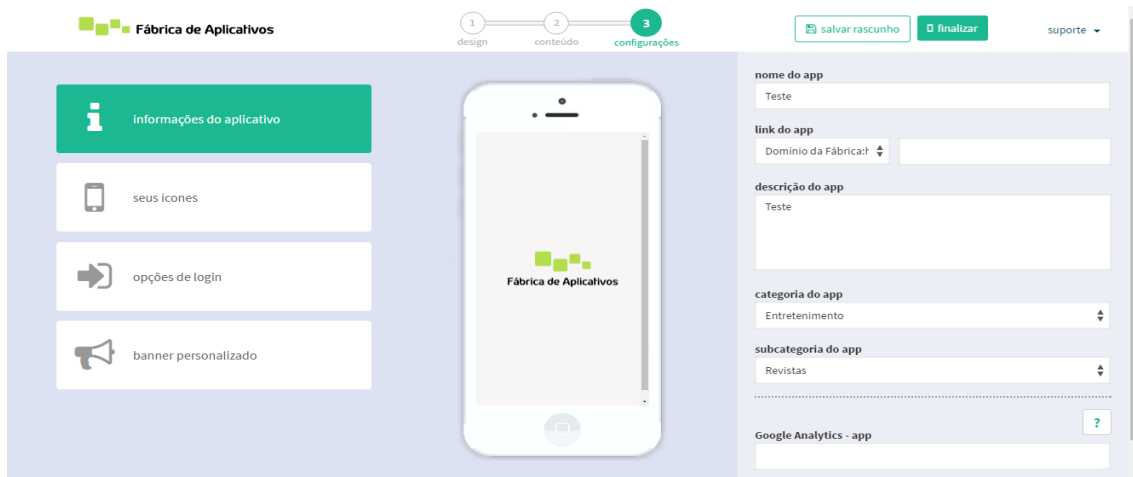 Fábrica de Aplicativos
1
2
3
design
conteúdo
configurações
salvar rascunho
finalizar
suporte
informações do aplicativo
seus ícones
opções de login
banner personalizado
Fábrica de Aplicativos
nome do app
Teste
link do app
Domínio da Fábrica:h
descrição do app
Teste
categoria do app
Entretenimento
subcategoria do app
Revistas
?
Google Analytics - app